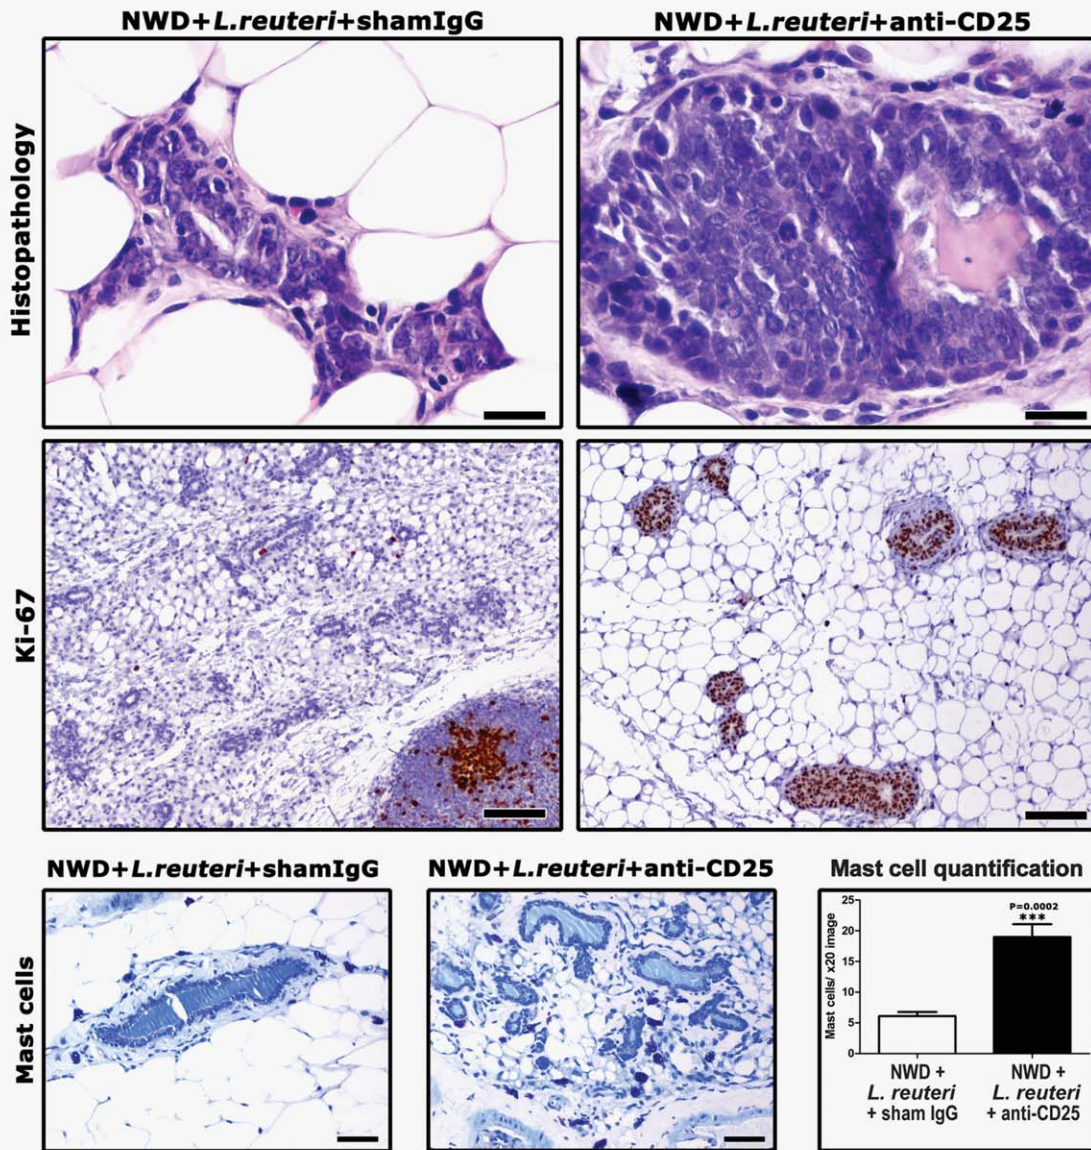 NWD+L.reuteri+shamIgG
NWD+L.reuteri+anti-CD25
Histopathology
Ki-67
NWD+L.reuteri+shamIgG
NWD+L.reuteri+anti-CD25
Mast cell quantification
Mast cells
Mast cells/ x20 image
25
20
15
10
5
0
P=0.0002
***
NWD +
L. reuteri
+ sham IgG
NWD +
L. reuteri
+ anti-CD25